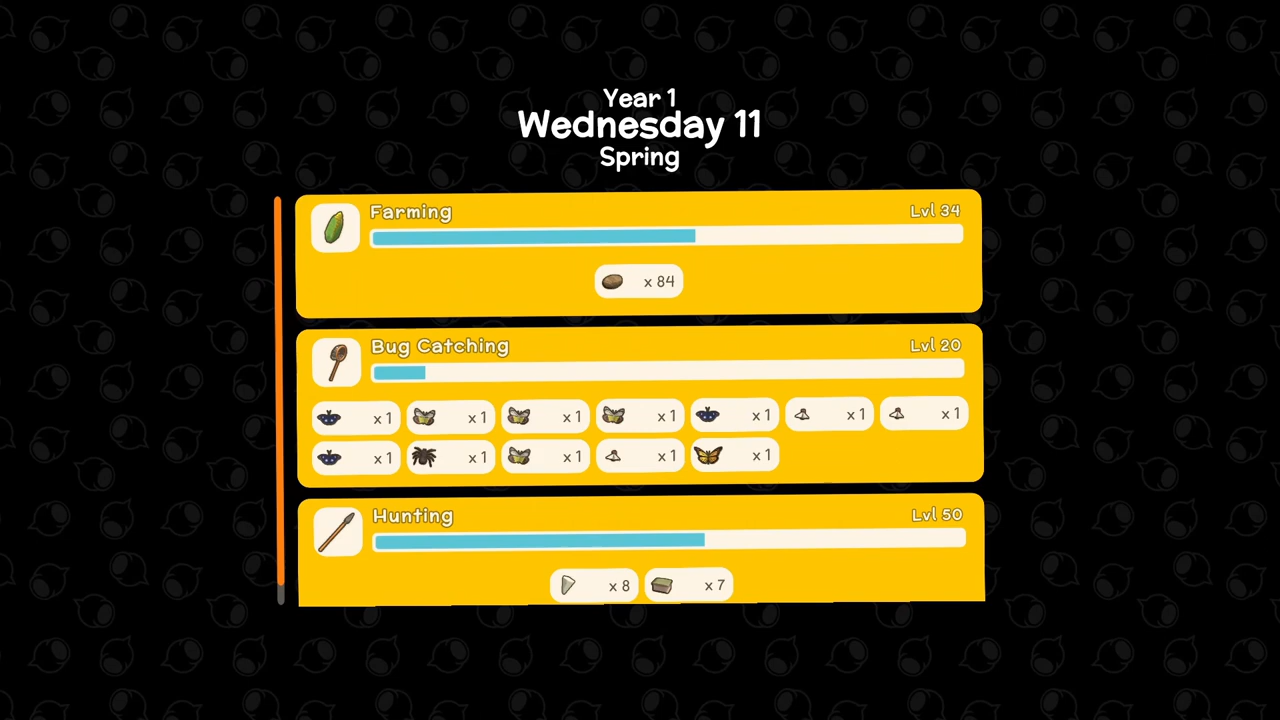 Year 1
Wednesday 11
Spring
Farming Lvl 34
x 84
Bug Catching Lvl 20
x 1 x 1 x 1 x 1 x 1 x 1 x 1
x 1 x 1 x 1 x 1 x 1
Hunting Lvl 50
x 8 x 7